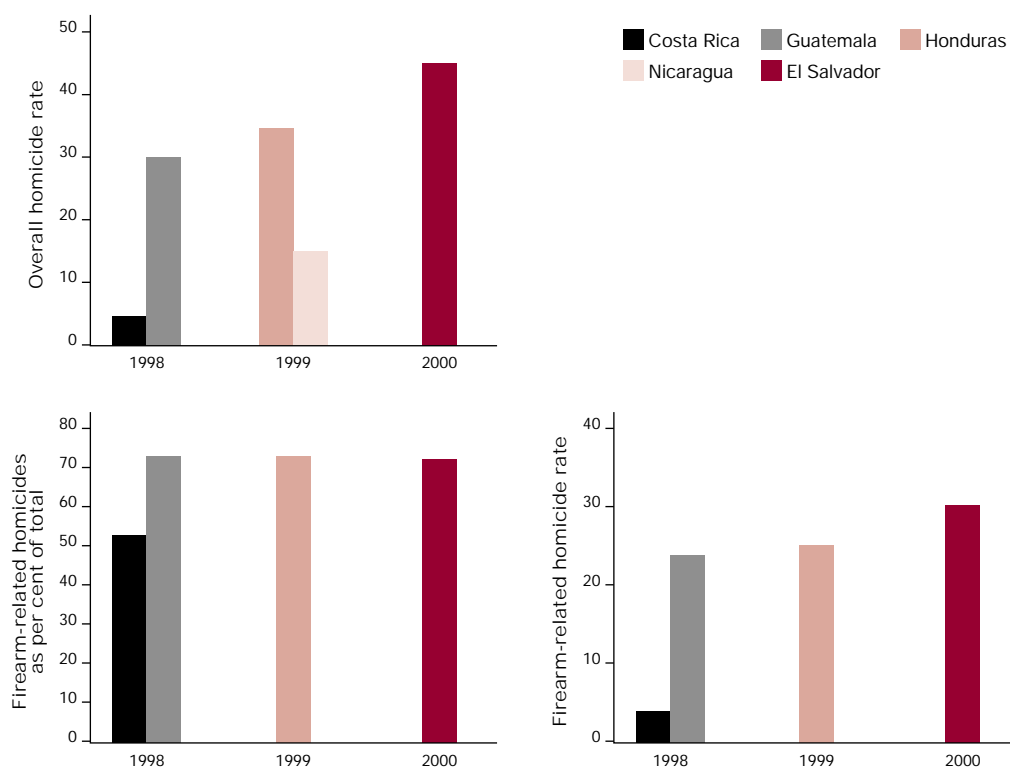 50
40
30
20
10
0
Overall homicide rate
1998 1999 2000
Costa Rica Guatemala Honduras
Nicaragua El Salvador
80
70
60
50
40
30
20
10
0
Firearm-related homicides
as per cent of total
1998 1999 2000
40
30
20
10
0
Firearm-related homicide rate
1998 1999 2000